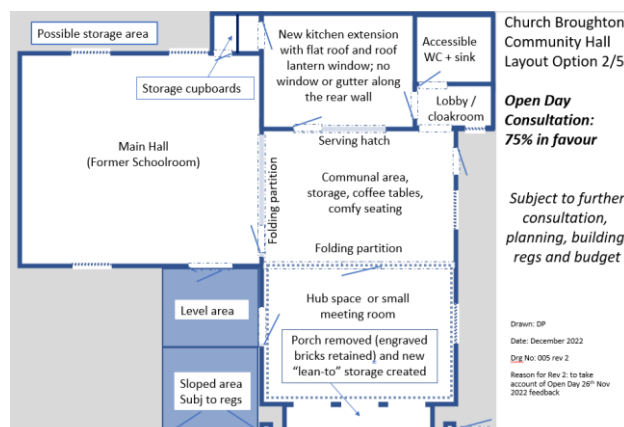 Possible storage area
Storage cupboards
New kitchen extension
with flat roof and roof
lantern window; no
window or gutter along
the rear wall
Accessible
WC + sink
Lobby /
cloakroom
Main Hall
(Former Schoolroom)
Serving hatch
Folding partition
Communal area,
storage, coffee tables,
comfy seating
Folding partition
Level area
Hub space or small
meeting room
Porch removed (engraved
bricks retained) and new
"lean-to" storage created
Sloped area
Subj to regs
Church Broughton
Community Hall
Layout Option 2/5
Open Day
Consultation:
75% in favour
Subject to further
consultation,
planning, building
regs and budget
Drawn: DP
Date: December 2022
Drg No: 005 rev 2
Reason for Rev 2: to take
account of Open Day 26th Nov
2022 feedback